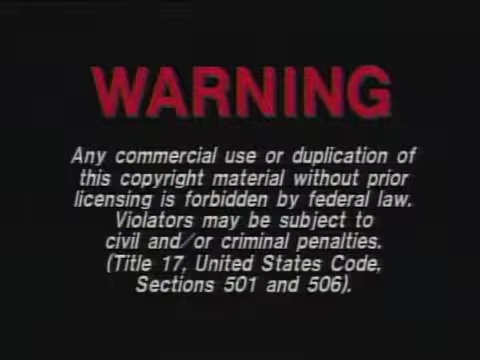 WARNING
Any commercial use or duplication of
this copyright material without prior
licensing is forbidden by federal law.
Violators may be subject to
civil and/or criminal penalties.
(Title 17, United States Code,
Sections 501 and 506).